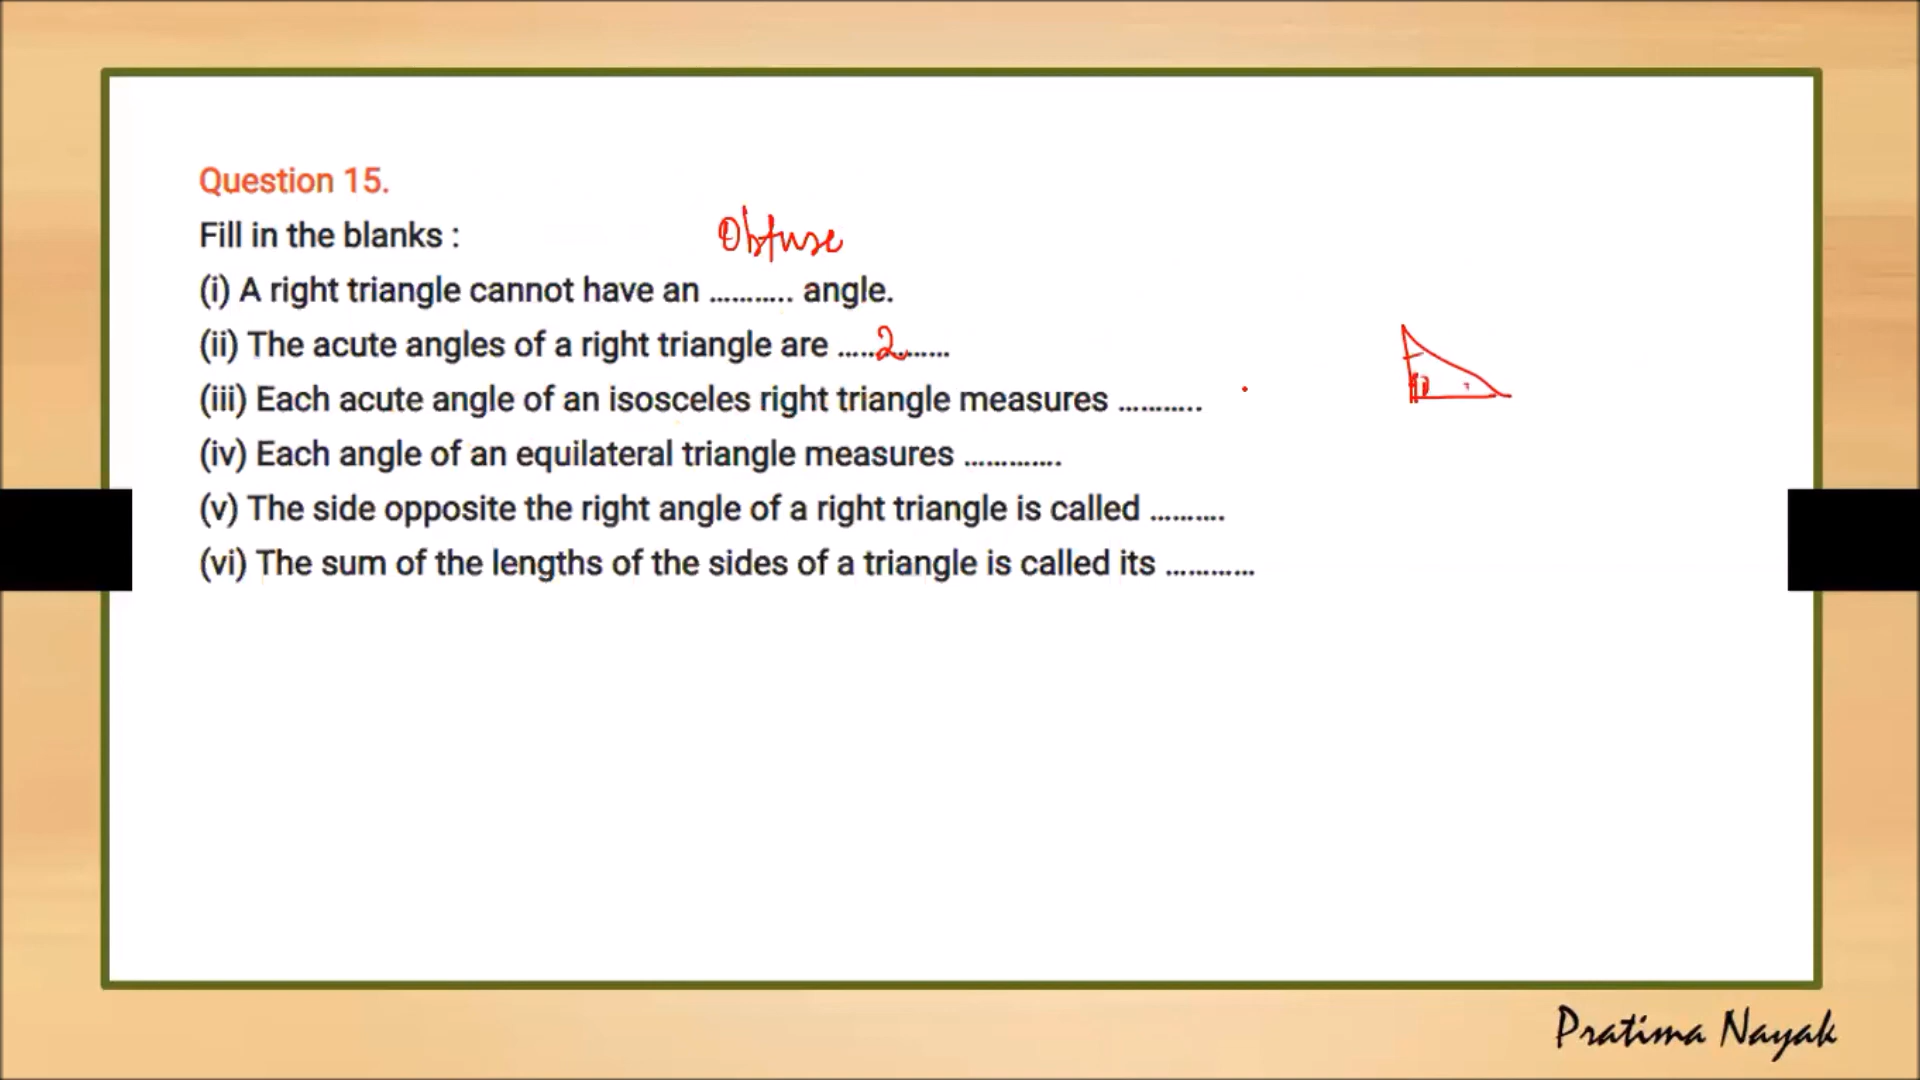 Question 15.
Fill in the blanks :
Obtuse
(i) A right triangle cannot have an ……….. angle.
(ii) The acute angles of a right triangle are …..2…….
(iii) Each acute angle of an isosceles right triangle measures ………..
(iv) Each angle of an equilateral triangle measures ………….
(v) The side opposite the right angle of a right triangle is called ……….
(vi) The sum of the lengths of the sides of a triangle is called its …………
Pratima Nayak